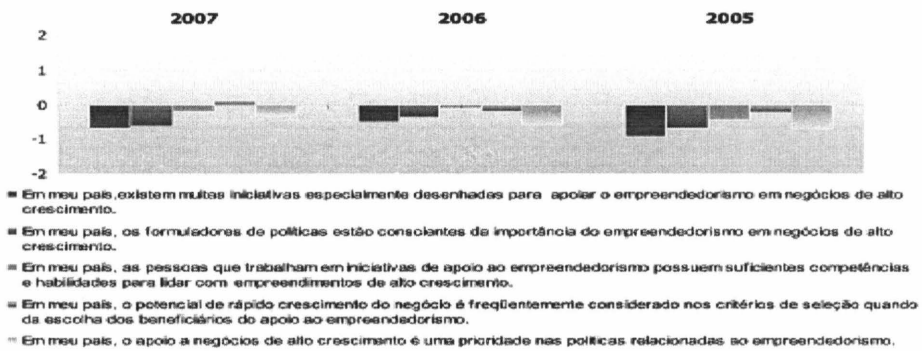 2007 2006 2005
2
1
0
-1
-2
Em meu país,existem muitas iniciativas especialmente desenhadas para apoiar o empreendedorismo em negócios de alto
crescimento.
Em meu país, os formuladores de políticas estão conscientes da importância do empreendedorismo em negócios de alto
crescimento.
Em meu país, as pessoas que trabalham em iniciativas de apoio ao empreendedorismo possuem suficientes competências
e habilidades para lidar com empreendimentos de alto crescimento.
Em meu país, o potencial de rápido crescimento do negócio é freqüentemente considerado nos critérios de seleção quando
da escolha dos beneficiários do apoio ao empreendedorismo.
Em meu país, o apoio a negócios de alto crescimento é uma prioridade nas políticas relacionadas ao empreendedorismo.